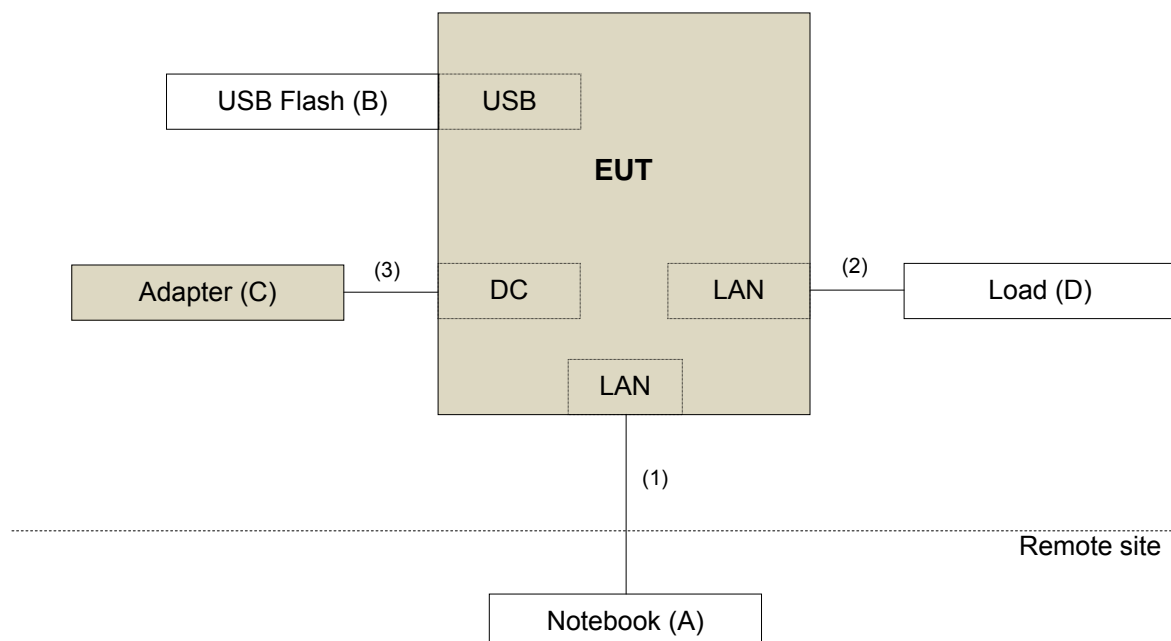 USB Flash (B)
USB
EUT
Adapter (C)
(3)
DC
LAN
(2)
Load (D)
LAN
(1)
Remote site
Notebook (A)